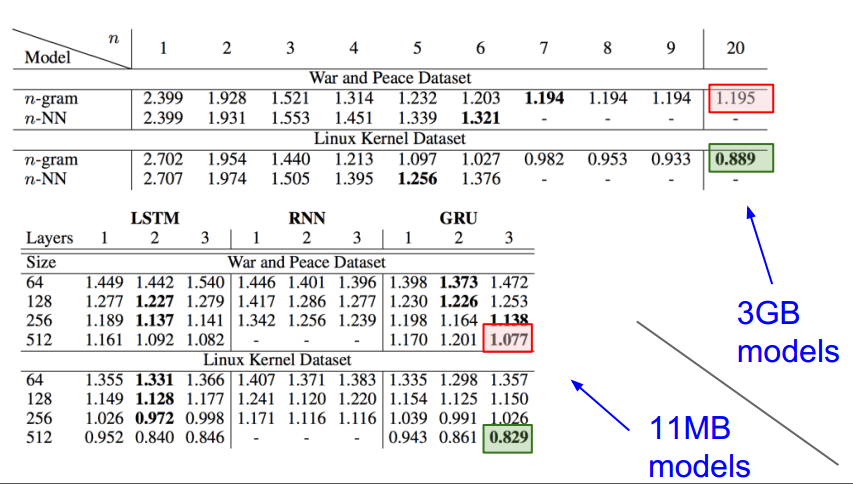 n
Model 1 2 3 4 5 6 7 8 9 20
War and Peace Dataset
n-gram 2.399 1.928 1.521 1.314 1.232 1.203 1.194 1.194 1.194 1.195
n-NN 2.399 1.931 1.553 1.451 1.339 1.321 - - - -
Linux Kernel Dataset
n-gram 2.702 1.954 1.440 1.213 1.097 1.027 0.982 0.953 0.933 0.889
n-NN 2.707 1.974 1.505 1.395 1.256 1.376 - - - -
LSTM RNN GRU
Layers 1 2 3 1 2 3 1 2 3
Size War and Peace Dataset
64 1.449 1.442 1.540 1.446 1.401 1.396 1.398 1.373 1.472
128 1.277 1.227 1.279 1.417 1.286 1.277 1.230 1.226 1.253
256 1.189 1.137 1.141 1.342 1.256 1.239 1.198 1.164 1.138
512 1.161 1.092 1.082 - - - 1.170 1.201 1.077
Linux Kernel Dataset
64 1.355 1.331 1.366 1.407 1.371 1.383 1.335 1.298 1.357
128 1.149 1.128 1.177 1.241 1.120 1.220 1.154 1.125 1.150
256 1.026 0.972 0.998 1.171 1.116 1.116 1.039 0.991 1.026
512 0.952 0.840 0.846 - - - 0.943 0.861 0.829
3GB
models
11MB
models